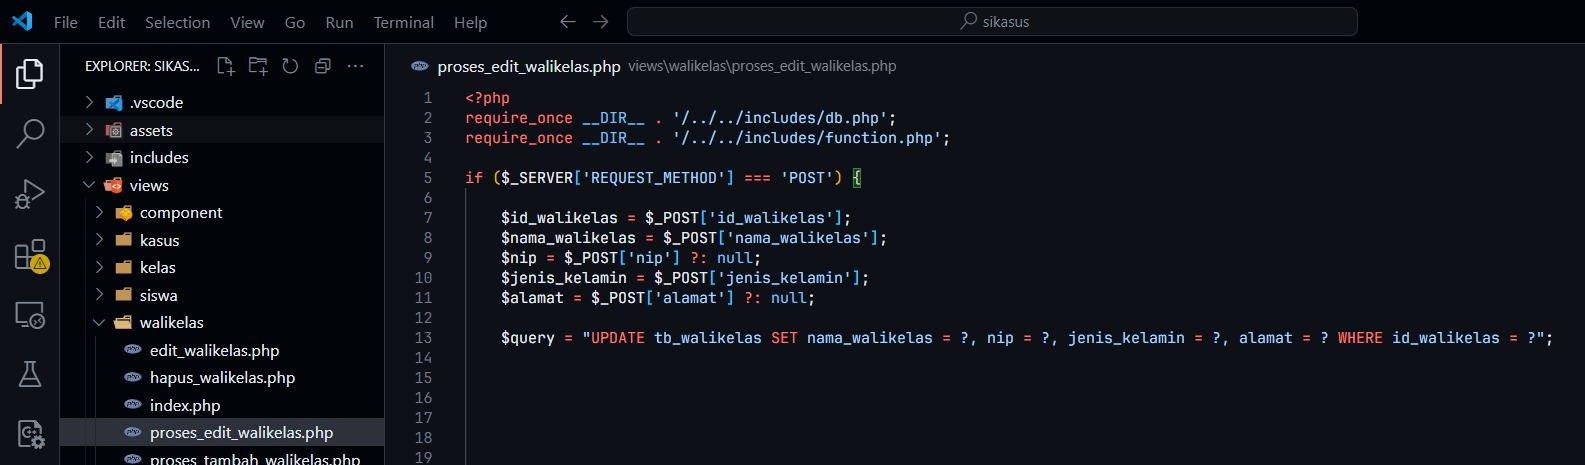 File Edit Selection View Go Run Terminal Help
sikasus
EXPLORER: SIKAS...
.vscode
assets
includes
views
component
kasus
kelas
siswa
walikelas
edit_walikelas.php
hapus_walikelas.php
index.php
proses_edit_walikelas.php
proses_tambah_walikelas.php
proses_edit_walikelas.php views\walikelas\proses_edit_walikelas.php
1 <?php
2 require_once __DIR__ . '/../../includes/db.php';
3 require_once __DIR__ . '/../../includes/function.php';
4
5 if ($_SERVER['REQUEST_METHOD'] === 'POST') {
6
7 $id_walikelas = $_POST['id_walikelas'];
8 $nama_walikelas = $_POST['nama_walikelas'];
9 $nip = $_POST['nip'] ?: null;
10 $jenis_kelamin = $_POST['jenis_kelamin'];
11 $alamat = $_POST['alamat'] ?: null;
12
13 $query = "UPDATE tb_walikelas SET nama_walikelas = ?, nip = ?, jenis_kelamin = ?, alamat = ? WHERE id_walikelas = ?";
14
15
16
17
18
19